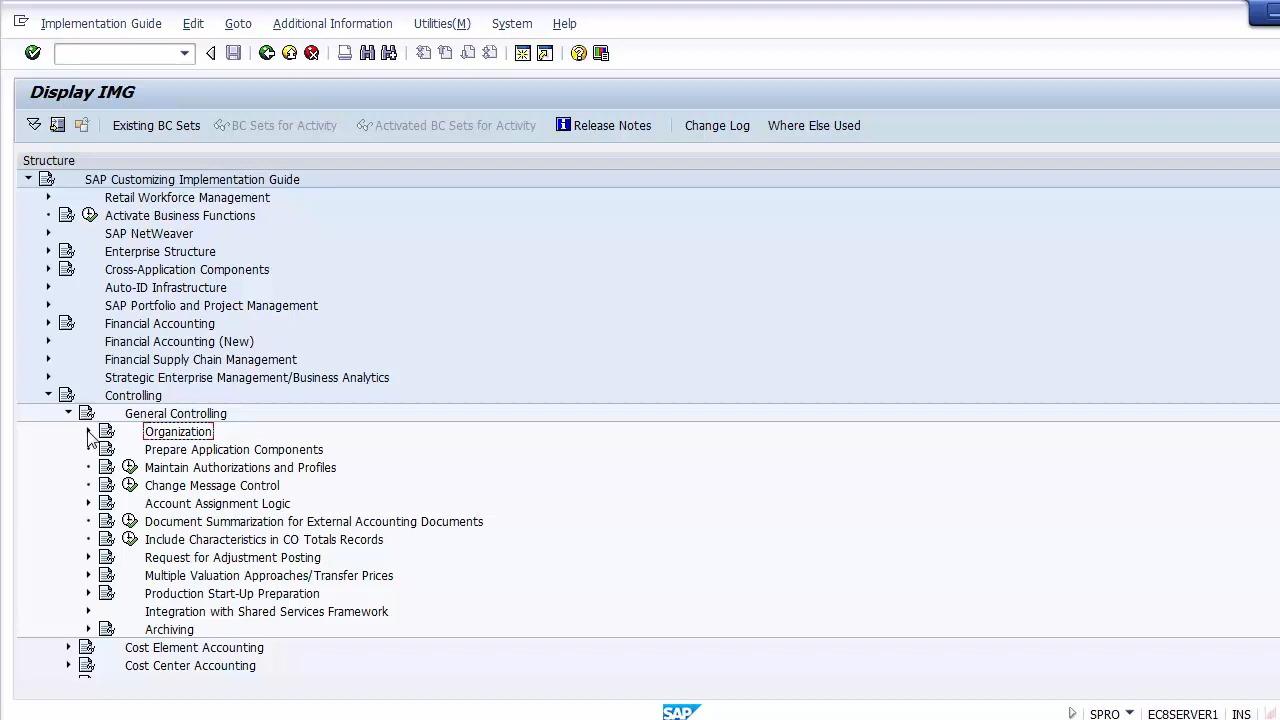 Implementation Guide Edit Goto Additional Information Utilities(M) System Help
Display IMG
Existing BC Sets BC Sets for Activity Activated BC Sets for Activity Release Notes Change Log Where Else Used
Structure
SAP Customizing Implementation Guide
Retail Workforce Management
Activate Business Functions
SAP NetWeaver
Enterprise Structure
Cross-Application Components
Auto-ID Infrastructure
SAP Portfolio and Project Management
Financial Accounting
Financial Accounting (New)
Financial Supply Chain Management
Strategic Enterprise Management/Business Analytics
Controlling
General Controlling
Organization
Prepare Application Components
Maintain Authorizations and Profiles
Change Message Control
Account Assignment Logic
Document Summarization for External Accounting Documents
Include Characteristics in CO Totals Records
Request for Adjustment Posting
Multiple Valuation Approaches/Transfer Prices
Production Start-Up Preparation
Integration with Shared Services Framework
Archiving
Cost Element Accounting
Cost Center Accounting
SAP SPRO EC8SERVER1 INS